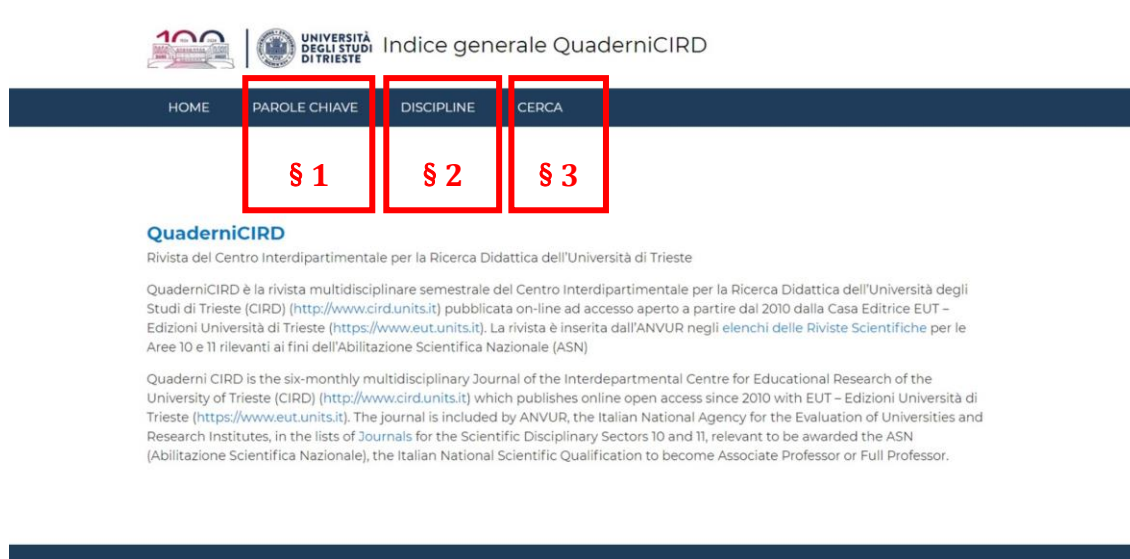 100
UNIVERSITÀ
DEGLI STUDI
DI TRIESTE
Indice generale QuaderniCIRD
HOME PAROLE CHIAVE DISCIPLINE CERCA
§ 1 § 2 § 3
QuaderniCIRD
Rivista del Centro Interdipartimentale per la Ricerca Didattica dell'Università di Trieste
QuaderniCIRD è la rivista multidisciplinare semestrale del Centro Interdipartimentale per la Ricerca Didattica dell'Università degli
Studi di Trieste (CIRD) (http://www.cird.units.it) pubblicata on-line ad accesso aperto a partire dal 2010 dalla Casa Editrice EUT –
Edizioni Università di Trieste (https://www.eut.units.it). La rivista è inserita dall'ANVUR negli elenchi delle Riviste Scientifiche per le
Aree 10 e 11 rilevanti ai fini dell'Abilitazione Scientifica Nazionale (ASN)
Quaderni CIRD is the six-monthly multidisciplinary Journal of the Interdepartmental Centre for Educational Research of the
University of Trieste (CIRD) (http://www.cird.units.it) which publishes online open access since 2010 with EUT – Edizioni Università di
Trieste (https://www.eut.units.it). The journal is included by ANVUR, the Italian National Agency for the Evaluation of Universities and
Research Institutes, in the lists of Journals for the Scientific Disciplinary Sectors 10 and 11, relevant to be awarded the ASN
(Abilitazione Scientifica Nazionale), the Italian National Scientific Qualification to become Associate Professor or Full Professor.